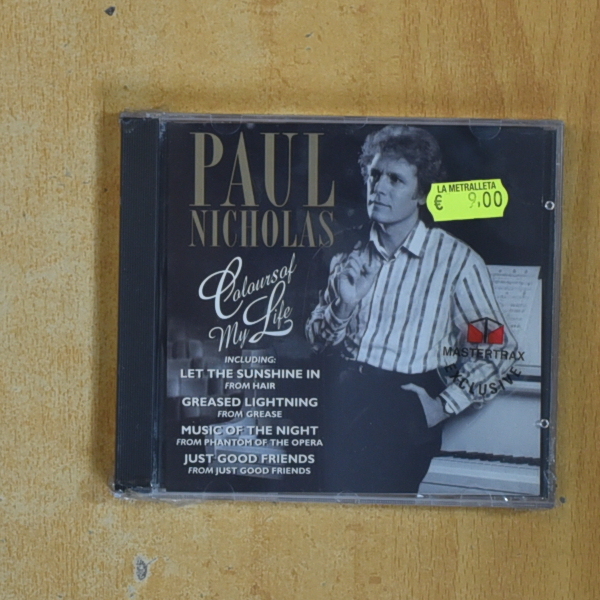 PAUL
NICHOLAS
LA METRALLETA
€ 9,00
Colours of
My Life
INCLUDING:
LET THE SUNSHINE IN
FROM HAIR
GREASED LIGHTNING
FROM GREASE
MUSIC OF THE NIGHT
FROM PHANTOM OF THE OPERA
JUST GOOD FRIENDS
FROM JUST GOOD FRIENDS
MASTERTRAX
EXCLUSIVE